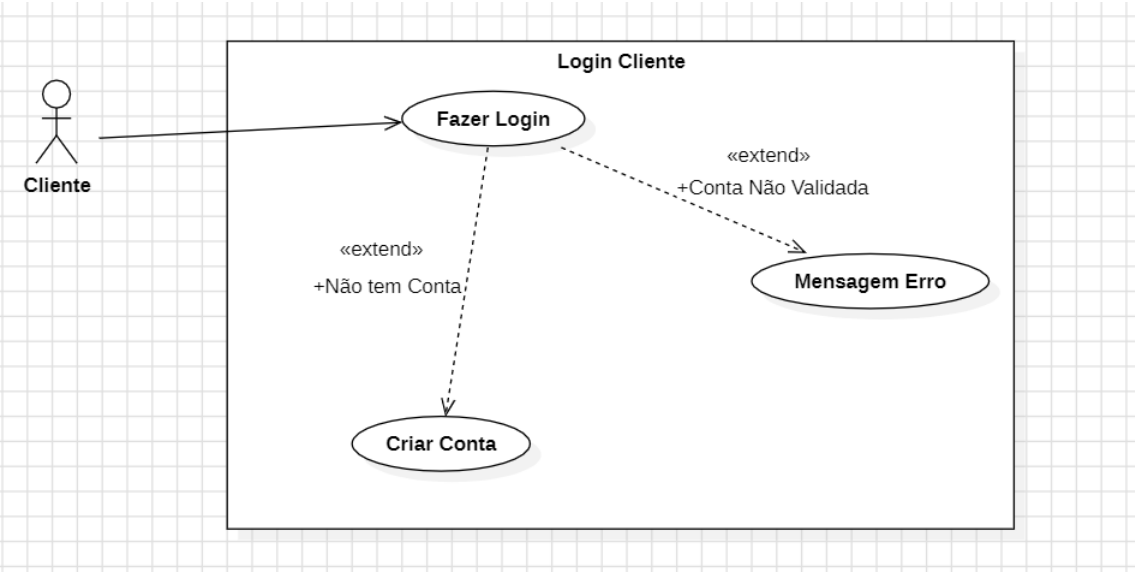 Login Cliente
Fazer Login
«extend»
+Conta Não Validada
Cliente
«extend»
+Não tem Conta
Mensagem Erro
Criar Conta